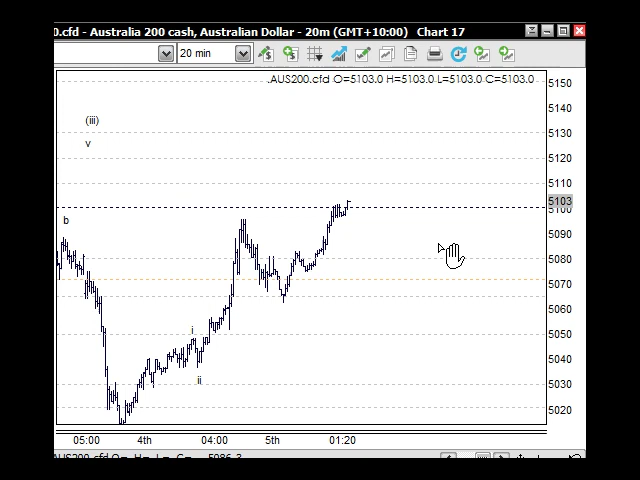 0.cfd - Australia 200 cash, Australian Dollar - 20m (GMT+10:00) Chart 17
20 min
.AUS200.cfd O=5103.0 H=5103.0 L=5103.0 C=5103.0
5150
5140
(iii)
5130
v
5120
5110
5103
5100
b
5090
5080
5070
5060
i
5050
5040
ii
5030
5020
05:00 4th 04:00 5th 01:20